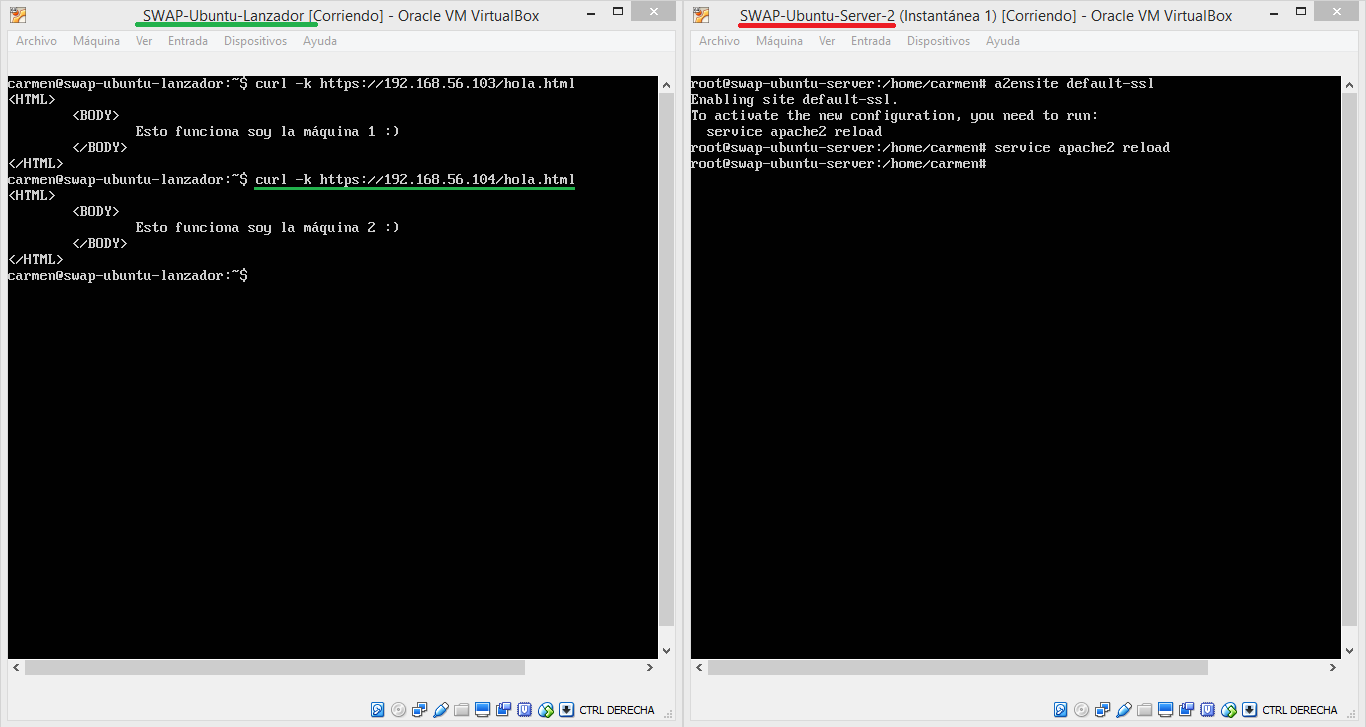 SWAP-Ubuntu-Lanzador [Corriendo] - Oracle VM VirtualBox
Archivo Máquina Ver Entrada Dispositivos Ayuda
carmen@swap-ubuntu-lanzador:~$ curl -k https://192.168.56.103/hola.html
<HTML>
<BODY>
Esto funciona soy la máquina 1 :)
</BODY>
</HTML>
carmen@swap-ubuntu-lanzador:~$ curl -k https://192.168.56.104/hola.html
<HTML>
<BODY>
Esto funciona soy la máquina 2 :)
</BODY>
</HTML>
carmen@swap-ubuntu-lanzador:~$
CTRL DERECHA
SWAP-Ubuntu-Server-2 (Instantánea 1) [Corriendo] - Oracle VM VirtualBox
Archivo Máquina Ver Entrada Dispositivos Ayuda
root@swap-ubuntu-server:/home/carmen# a2ensite default-ssl
Enabling site default-ssl.
To activate the new configuration, you need to run:
service apache2 reload
root@swap-ubuntu-server:/home/carmen# service apache2 reload
root@swap-ubuntu-server:/home/carmen#
CTRL DERECHA